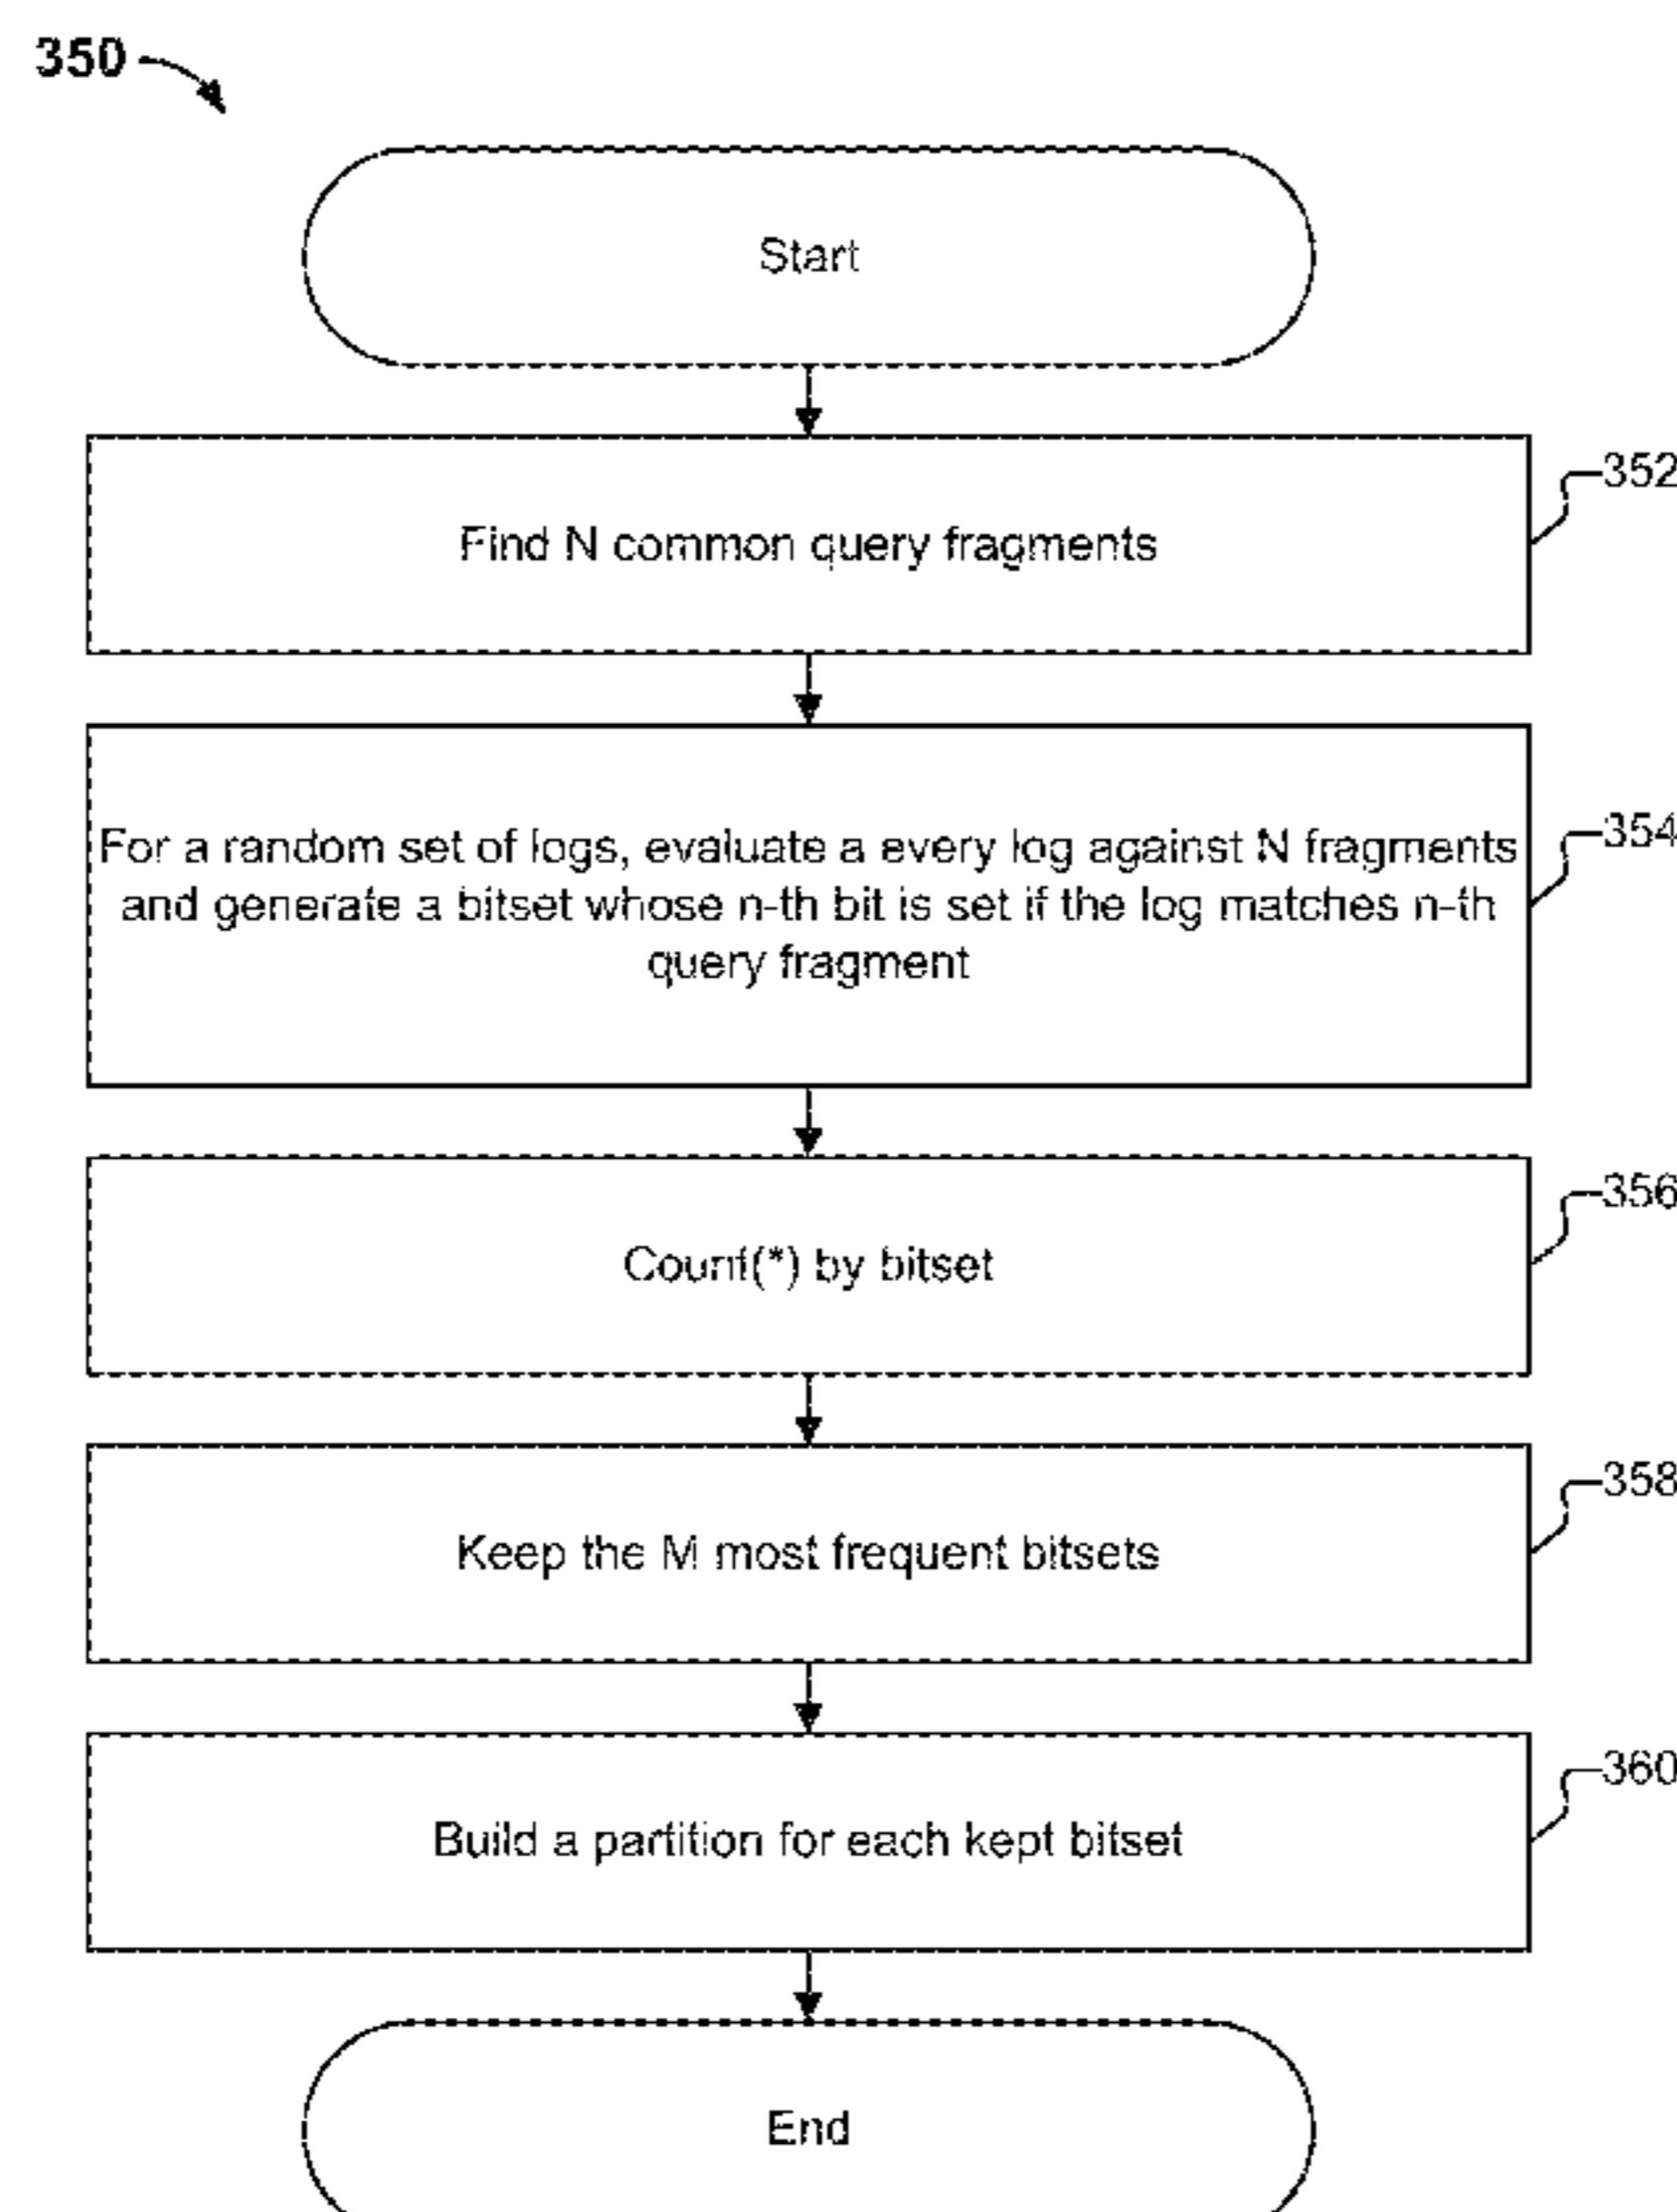 350
Start
Find N common query fragments
352
For a random set of logs, evaluate a every log against N fragments
and generate a bitset whose n-th bit is set if the log matches n-th
query fragment
354
Count(*) by bitset
356
Keep the M most frequent bitsets
358
Build a partition for each kept bitset
360
End